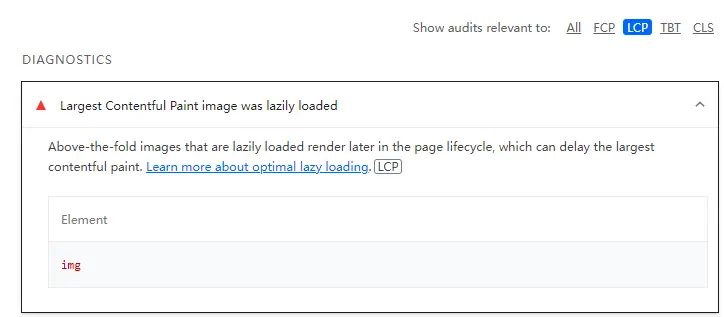 Show audits relevant to: All FCP LCP TBT CLS
DIAGNOSTICS
Largest Contentful Paint image was lazily loaded
Above-the-fold images that are lazily loaded render later in the page lifecycle, which can delay the largest
contentful paint. Learn more about optimal lazy loading. LCP
Element
img